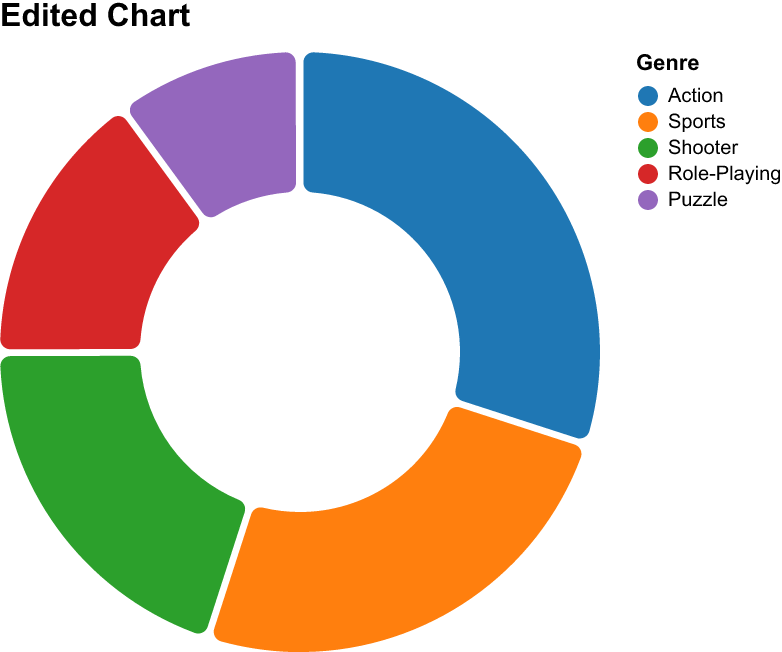 Edited Chart
Genre
Action
Sports
Shooter
Role-Playing
Puzzle